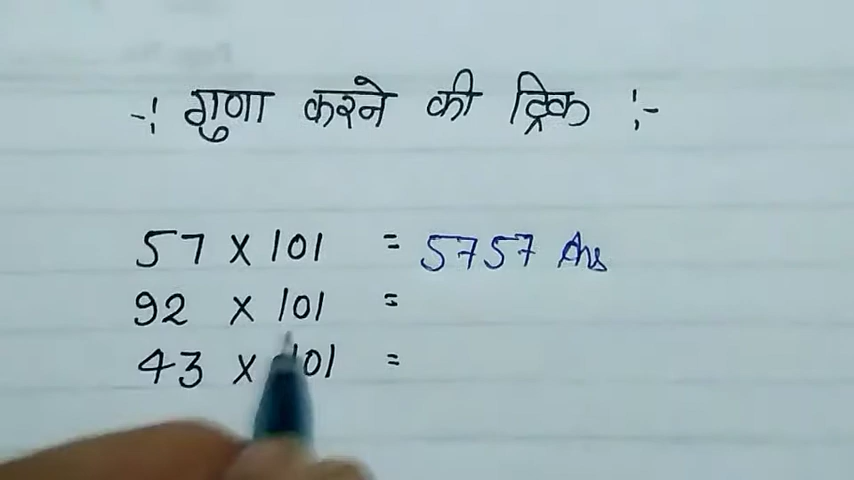 -: गुणा करने की ट्रिक :-
57 X 101 = 5757 Ans
92 X 101 =
43 X 101 =